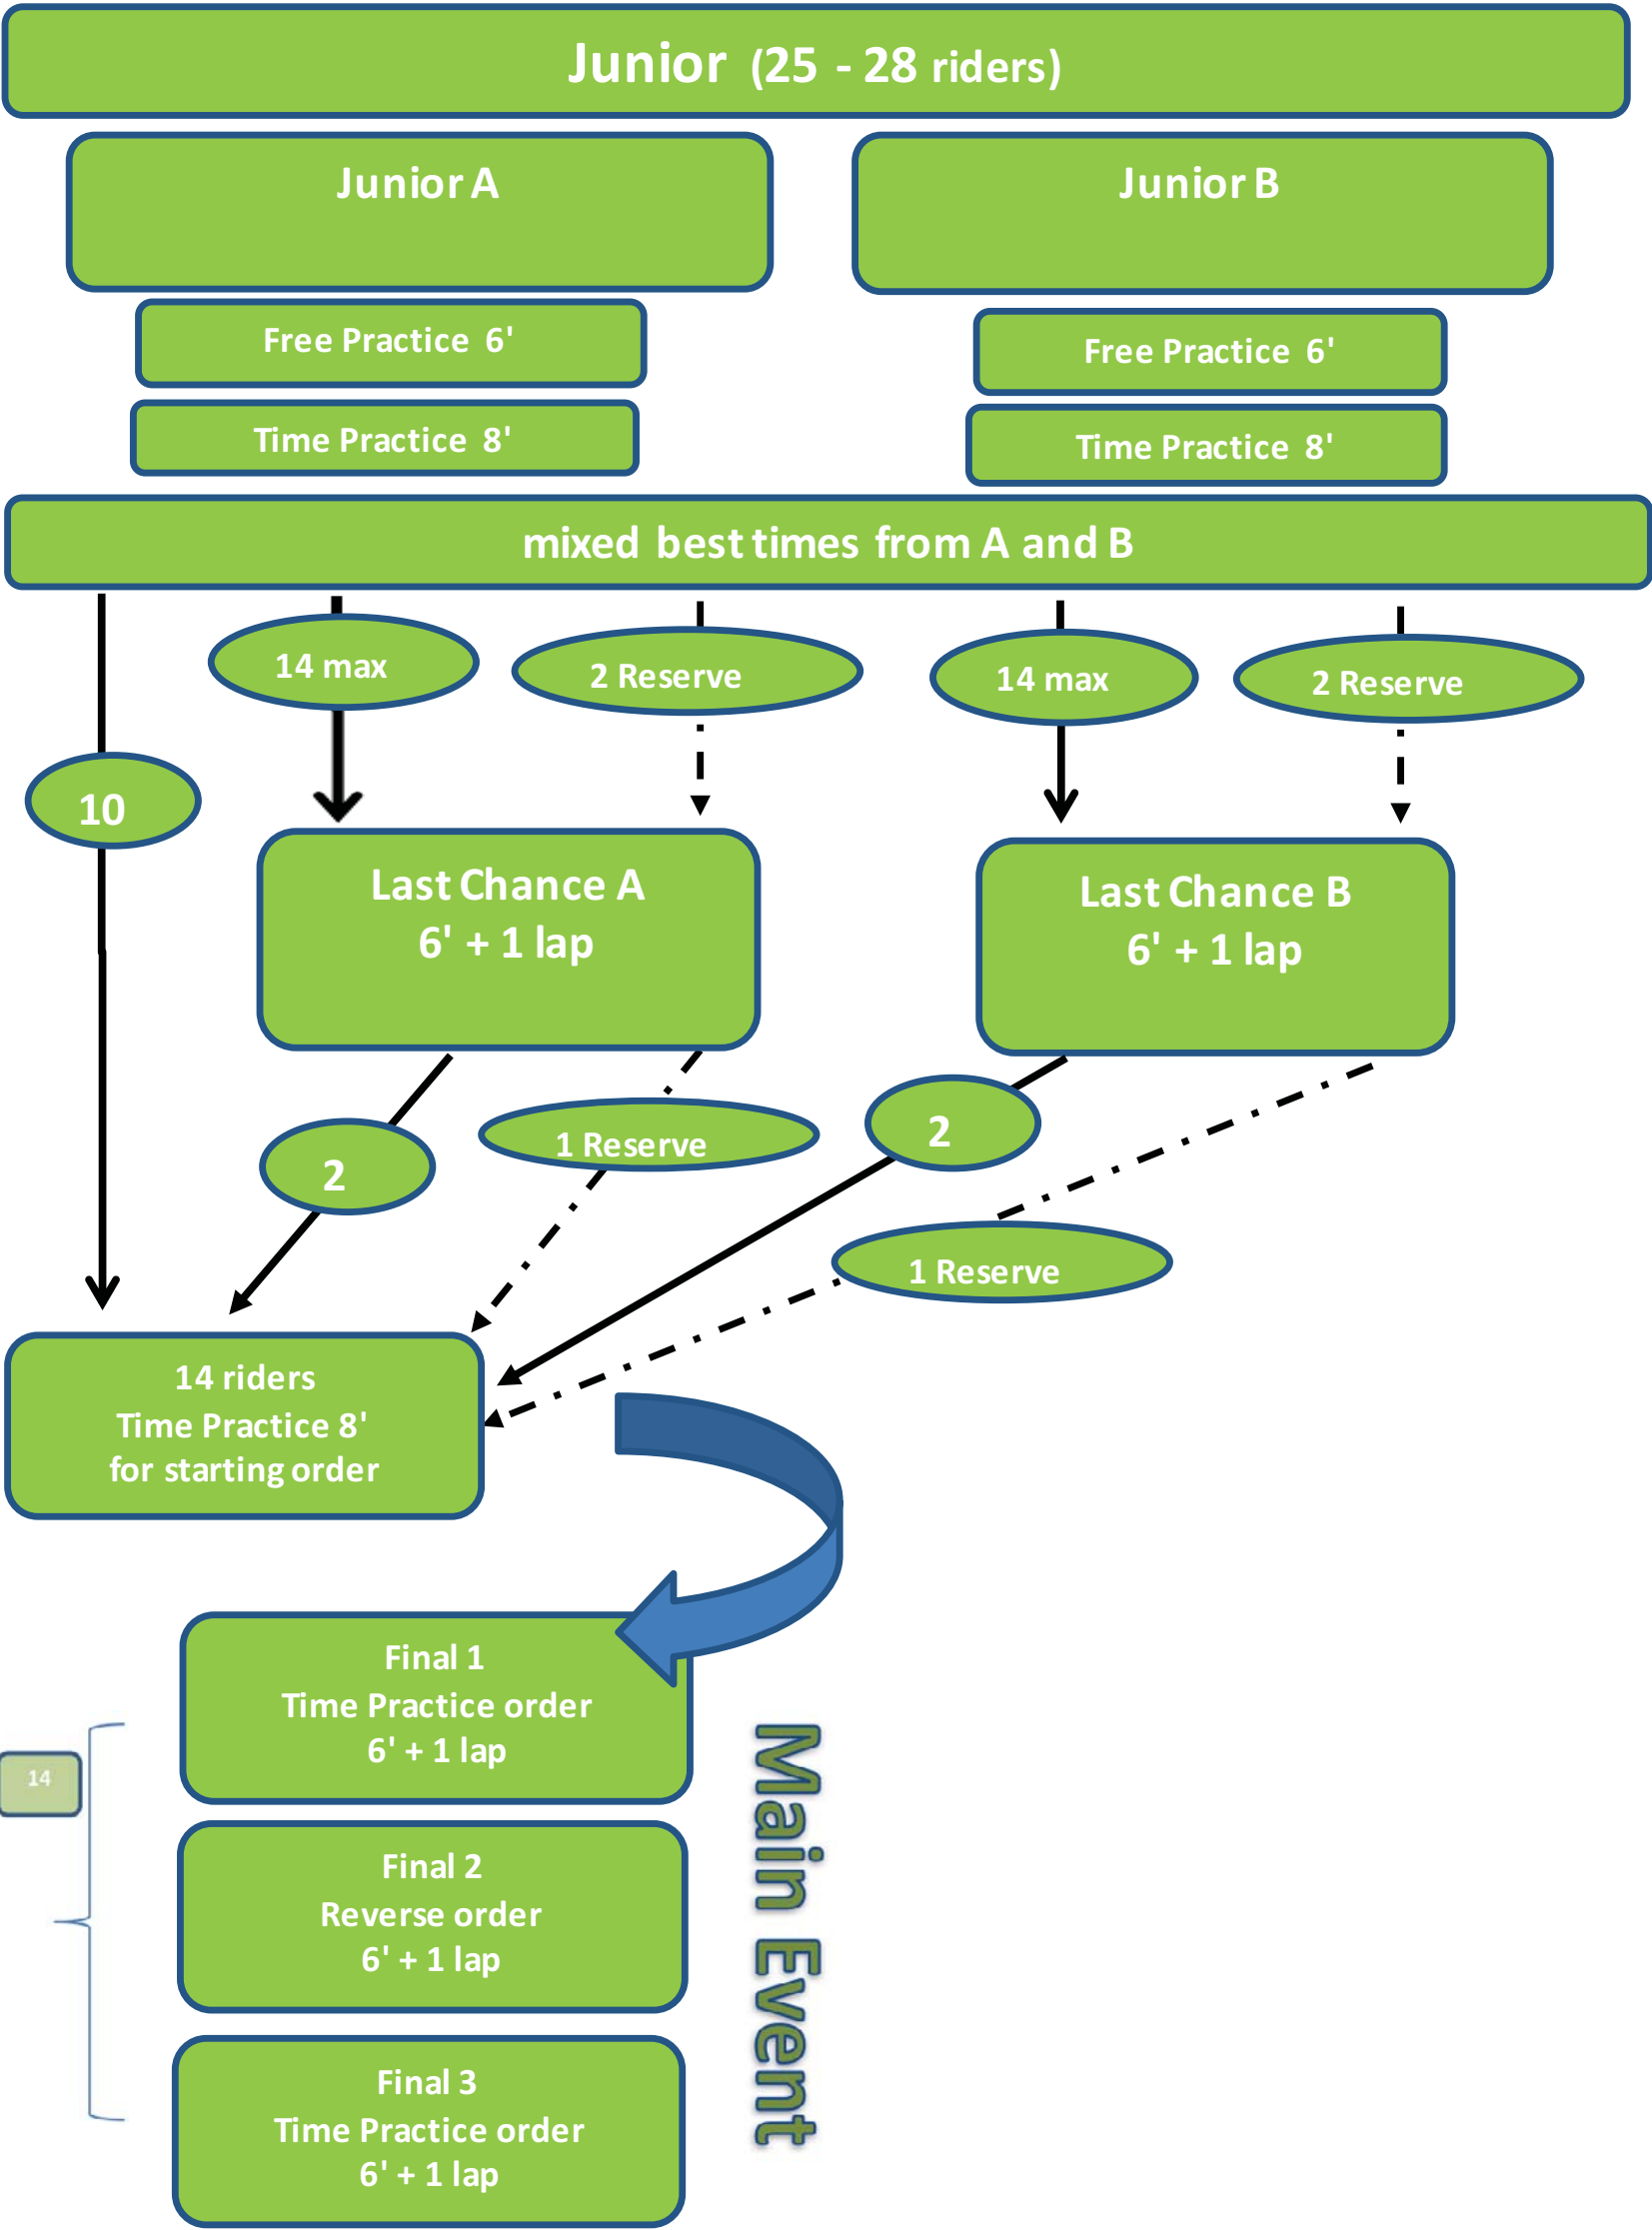 Junior (25 - 28 riders)
Junior A
Junior B
Free Practice 6'
Free Practice 6'
Time Practice 8'
Time Practice 8'
mixed best times from A and B
14 max
2 Reserve
14 max
2 Reserve
10
Last Chance A
6' + 1 lap
Last Chance B
6' + 1 lap
2
1 Reserve
2
1 Reserve
14 riders
Time Practice 8'
for starting order
Final 1
Time Practice order
6' + 1 lap
14
Final 2
Reverse order
6' + 1 lap
Final 3
Time Practice order
6' + 1 lap
Main Event